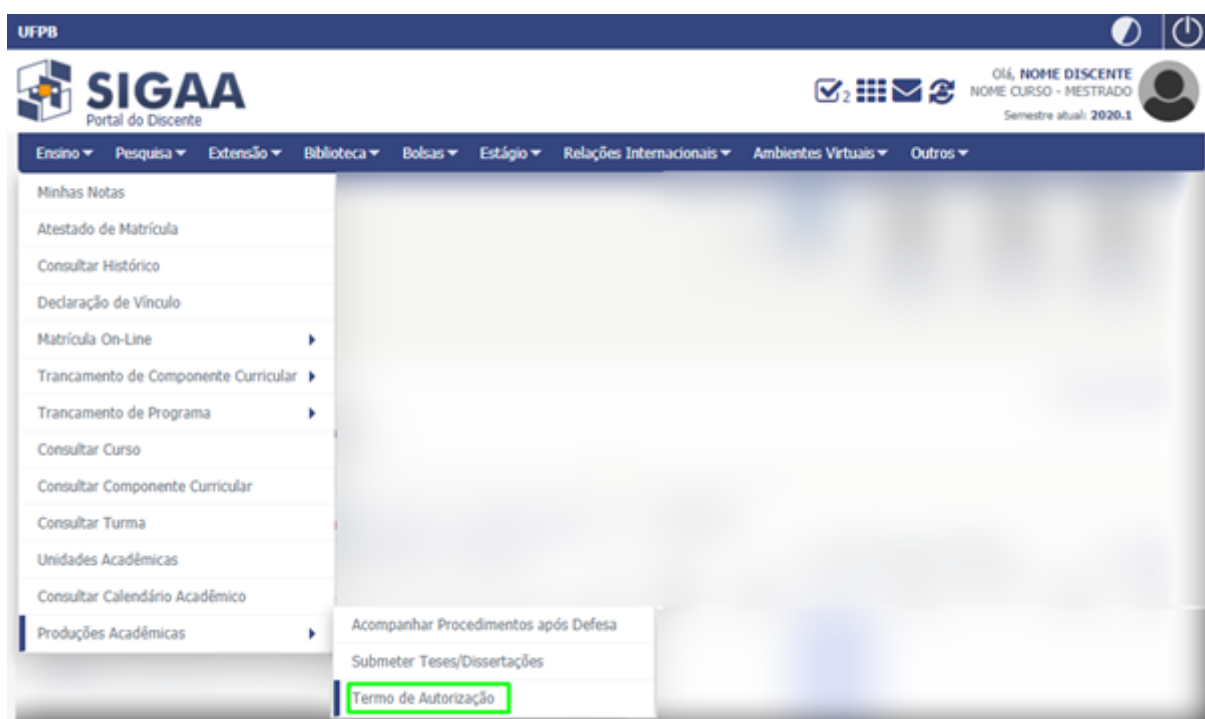 UFPB
SIGAA
Portal do Discente
2
Olá, NOME DISCENTE
NOME CURSO - MESTRADO
Semestre atual: 2020.1
Ensino Pesquisa Extensão Biblioteca Bolsas Estágio Relações Internacionais Ambientes Virtuais Outros
Minhas Notas
Atestado de Matrícula
Consultar Histórico
Declaração de Vínculo
Matrícula On-Line
Trancamento de Componente Curricular
Trancamento de Programa
Consultar Curso
Consultar Componente Curricular
Consultar Turma
Unidades Acadêmicas
Consultar Calendário Acadêmico
Produções Acadêmicas
Acompanhar Procedimentos após Defesa
Submeter Teses/Dissertações
Termo de Autorização